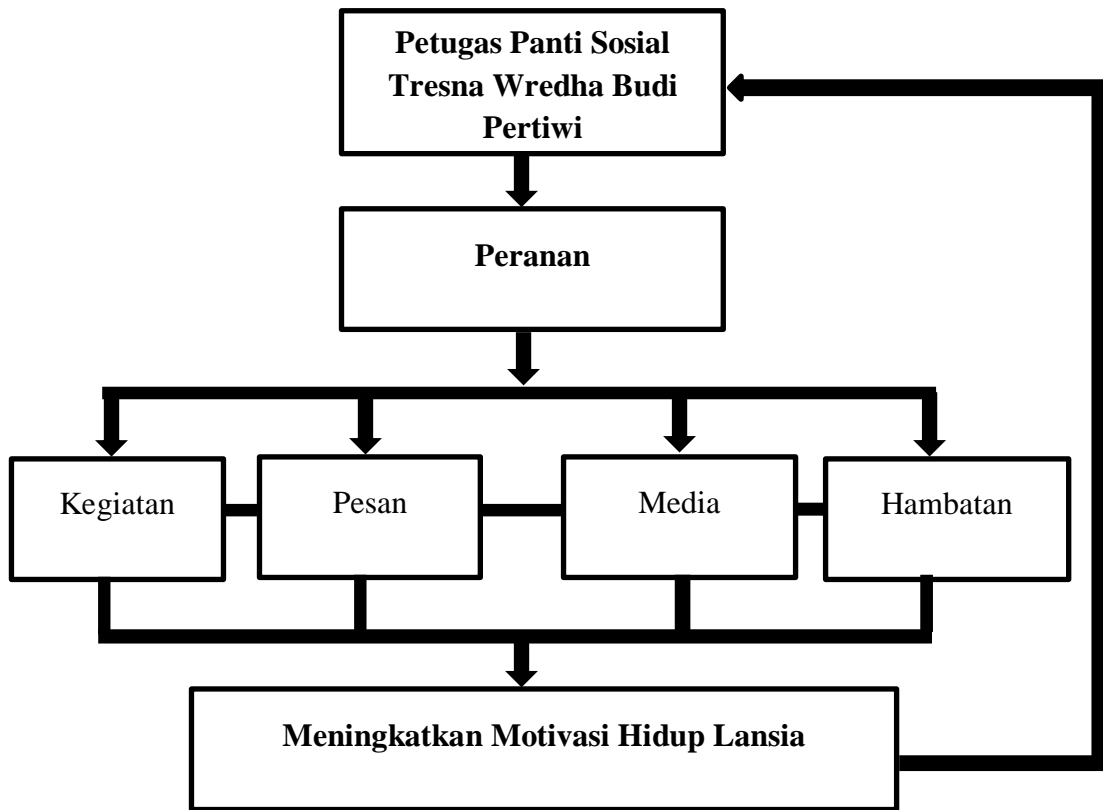 Petugas Panti Sosial
Tresna Wredha Budi
Pertiwi
Peranan
Kegiatan
Pesan
Media
Hambatan
Meningkatkan Motivasi Hidup Lansia